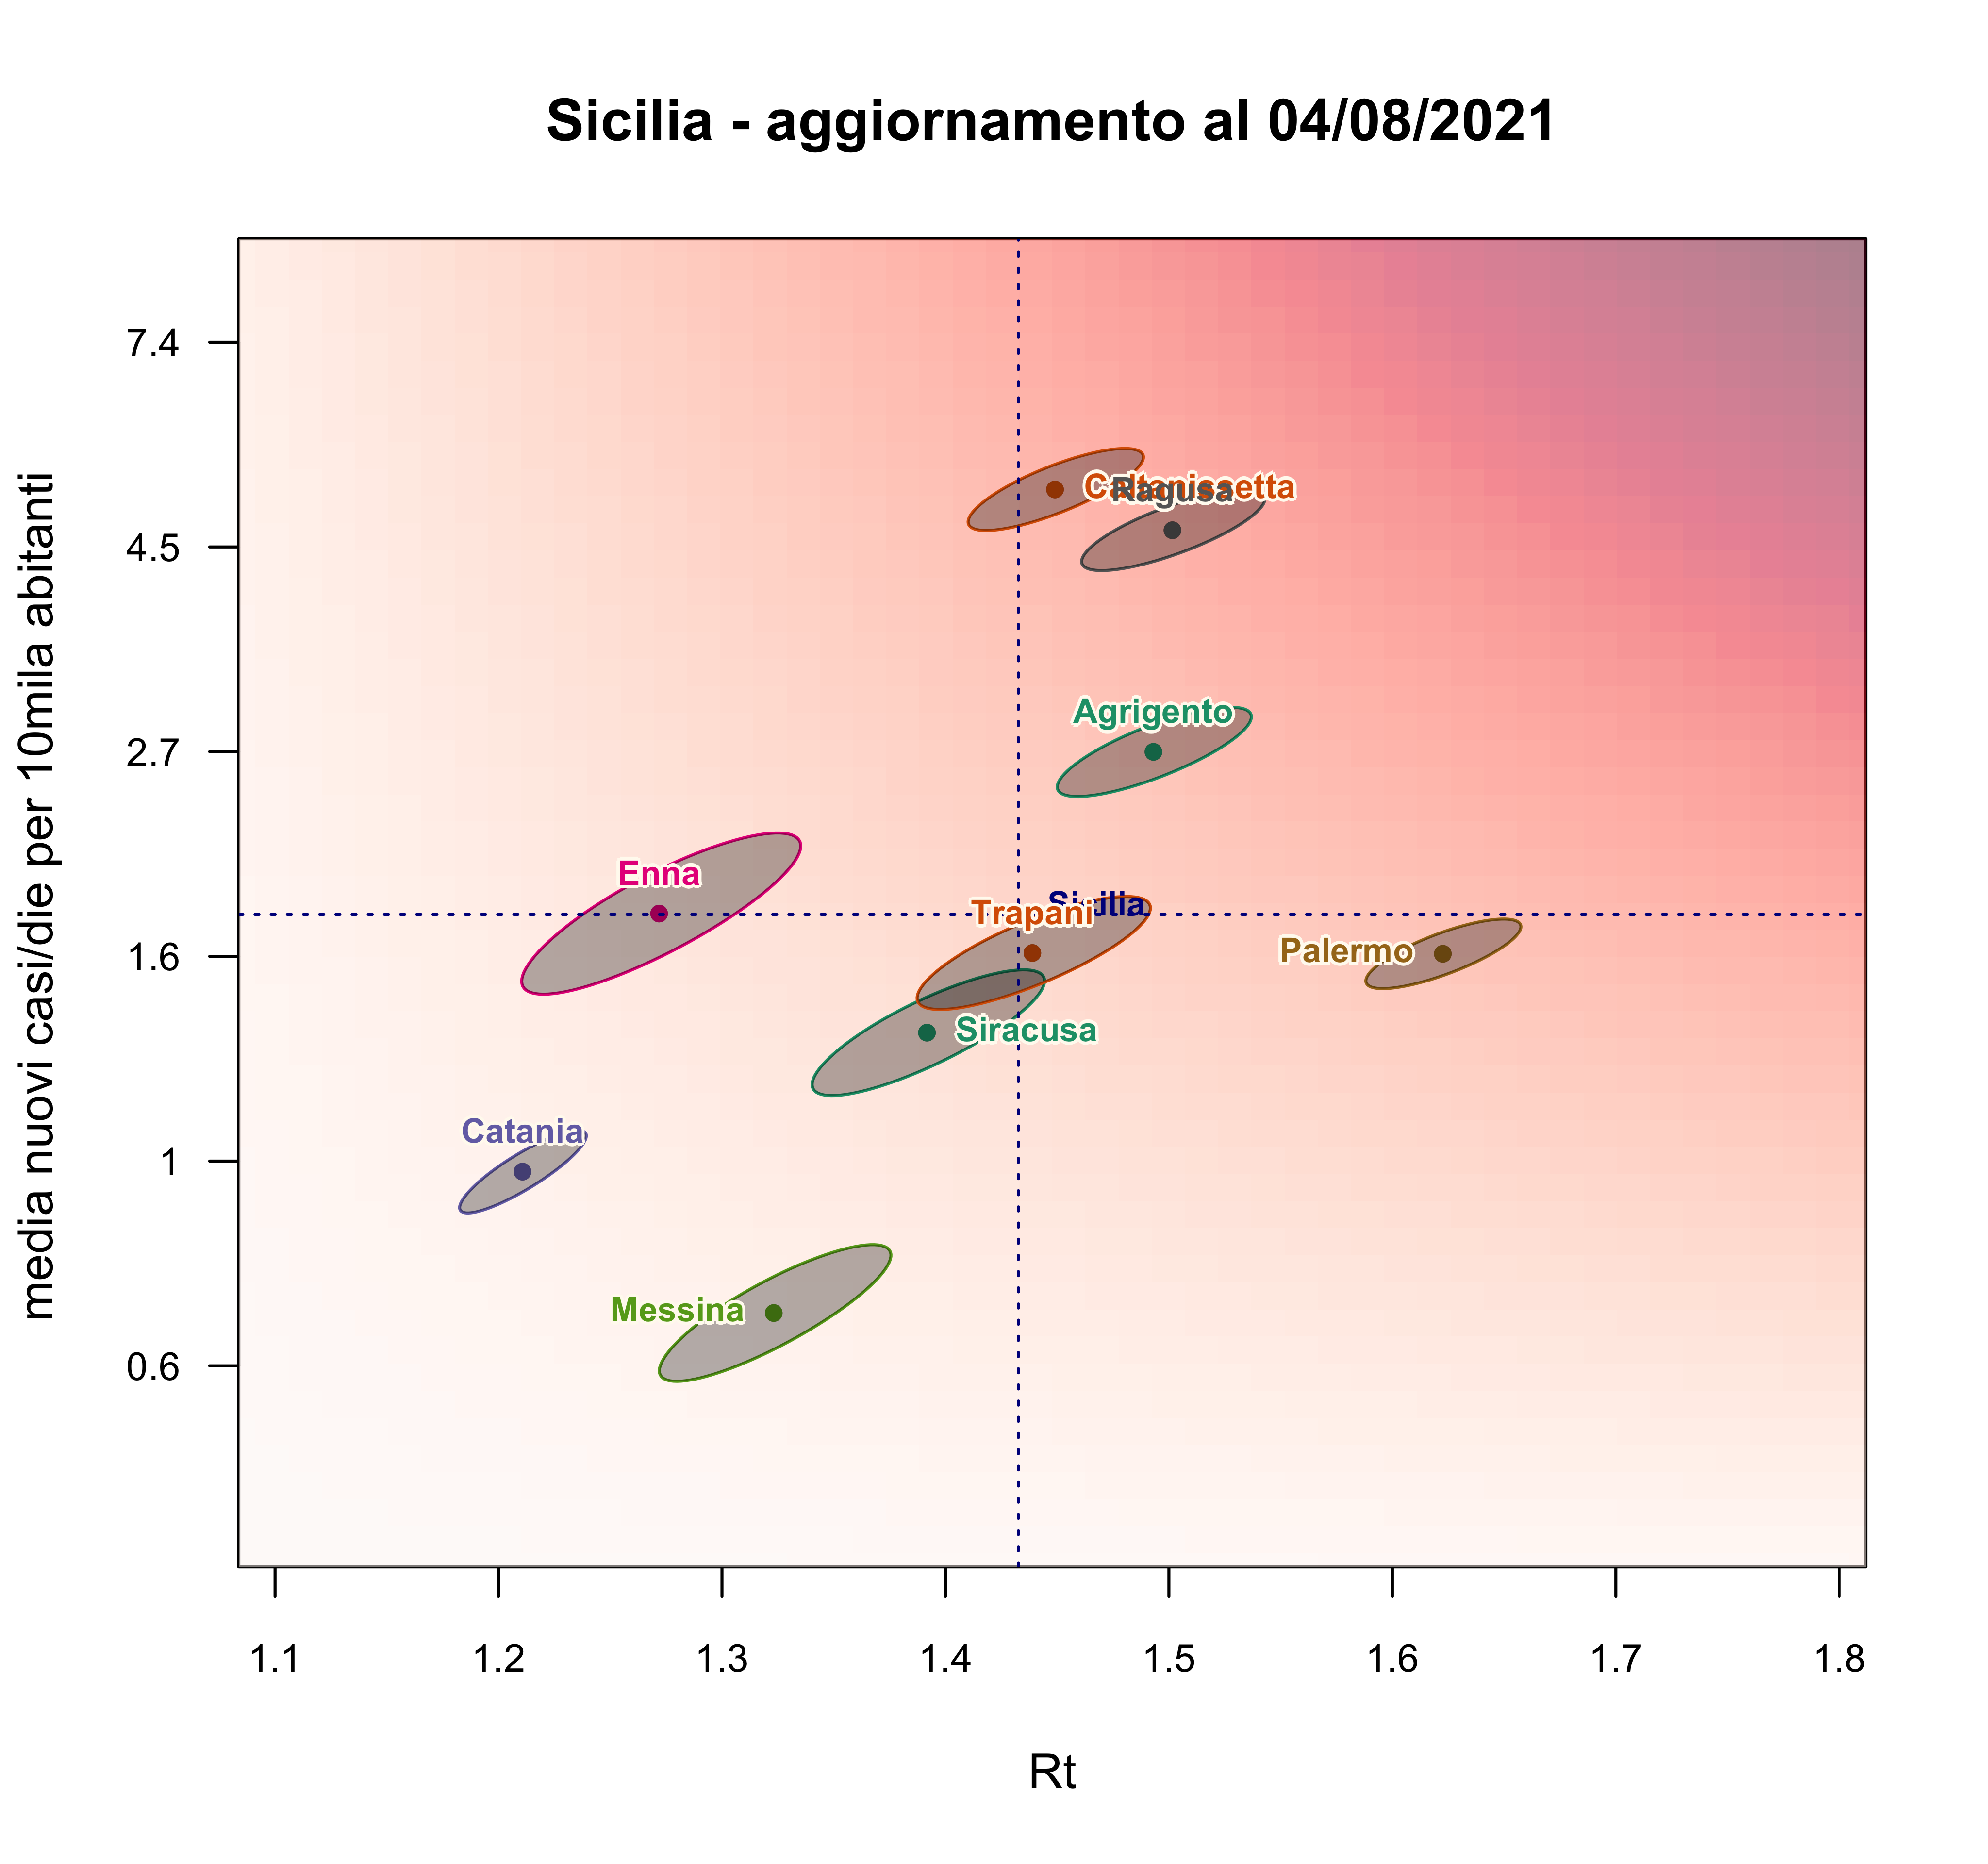 Sicilia - aggiornamento al 04/08/2021
media nuovi casi/die per 10mila abitanti
7.4
4.5
2.7
1.6
1
0.6
Caltanissetta
Ragusa
Agrigento
Enna
Sicilia
Trapani
Palermo
Siracusa
Catania
Messina
1.1 1.2 1.3 1.4 1.5 1.6 1.7 1.8
Rt